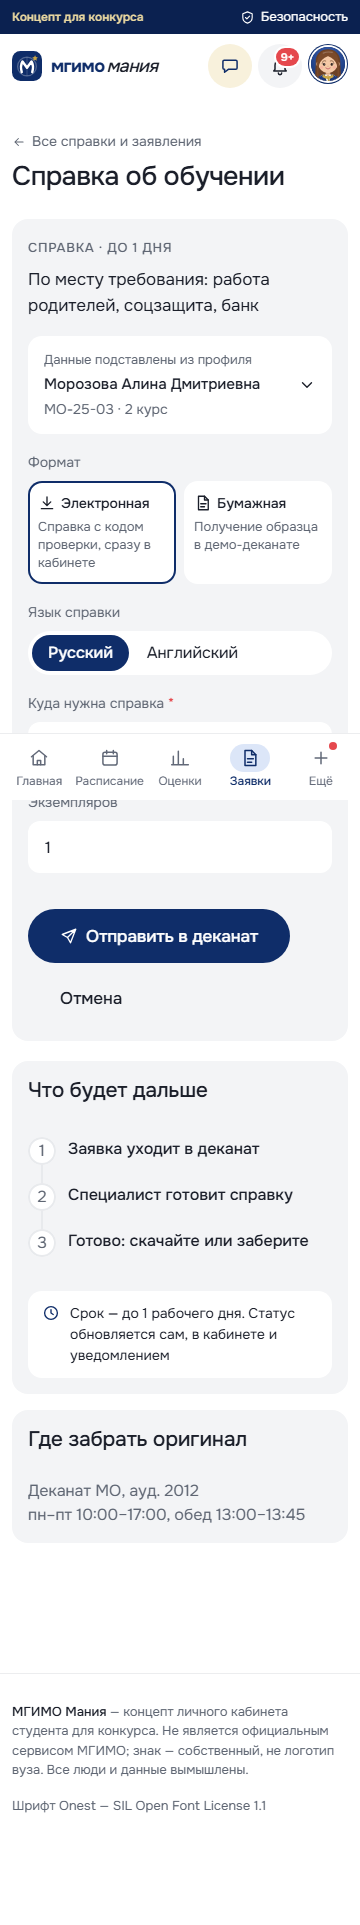 Концепт для конкурса
Безопасность
М
мгимо мания
9+
← Все справки и заявления
Справка об обучении
СПРАВКА · ДО 1 ДНЯ
По месту требования: работа
родителей, соцзащита, банк
Данные подставлены из профиля
Морозова Алина Дмитриевна
МО-25-03 · 2 курс
Формат
Электронная
Справка с кодом
проверки, сразу в
кабинете
Бумажная
Получение образца
в демо-деканате
Язык справки
Русский
Английский
Куда нужна справка *
Главная
Расписание
Оценки
Заявки
Ещё
Экземпляров
1
Отправить в деканат
Отмена
Что будет дальше
1 Заявка уходит в деканат
2 Специалист готовит справку
3 Готово: скачайте или заберите
Срок — до 1 рабочего дня. Статус
обновляется сам, в кабинете и
уведомлением
Где забрать оригинал
Деканат МО, ауд. 2012
пн–пт 10:00–17:00, обед 13:00–13:45
МГИМО Мания — концепт личного кабинета
студента для конкурса. Не является официальным
сервисом МГИМО; знак — собственный, не логотип
вуза. Все люди и данные вымышлены.
Шрифт Onest — SIL Open Font License 1.1